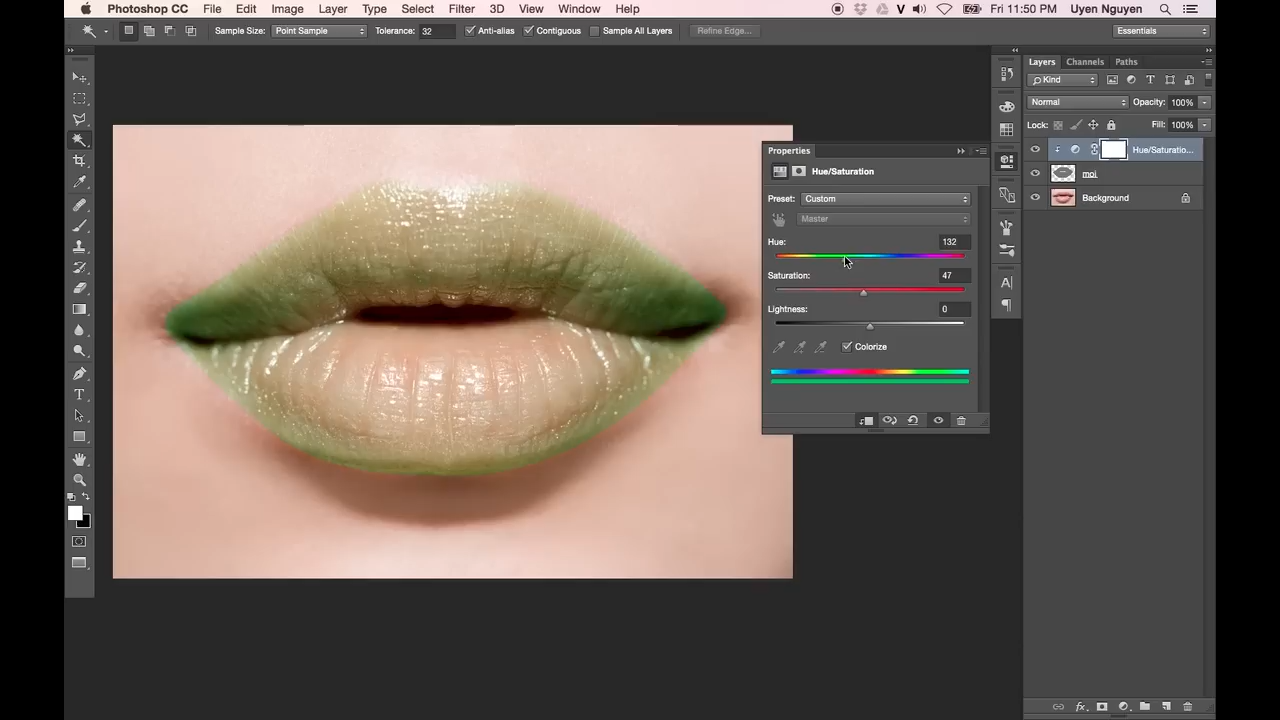 Photoshop CC File Edit Image Layer Type Select Filter 3D View Window Help V Fri 11:50 PM Uyen Nguyen
Sample Size: Point Sample Tolerance: 32 Anti-alias Contiguous Sample All Layers Refine Edge... Essentials
Layers Channels Paths
Kind
Normal Opacity: 100%
Lock: Fill: 100%
Hue/Saturatio...
moi
Background
Properties
Hue/Saturation
Preset: Custom
Master
Hue: 132
Saturation: 47
Lightness: 0
Colorize